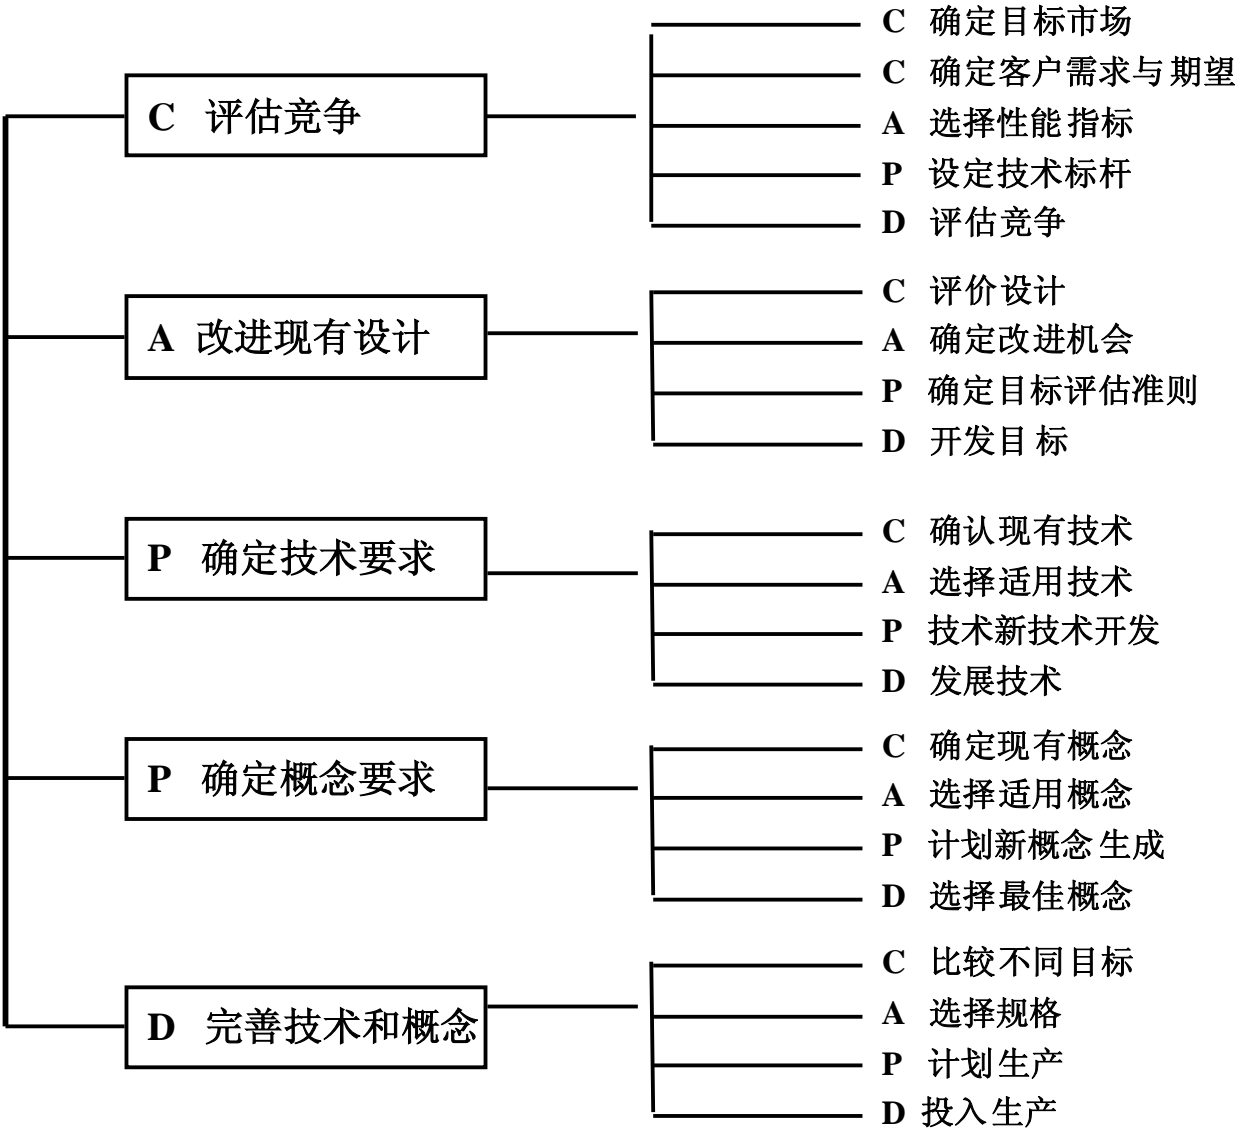 C 评估竞争
C 确定目标市场
C 确定客户需求与期望
A 选择性能指标
P 设定技术标杆
D 评估竞争
A 改进现有设计
C 评价设计
A 确定改进机会
P 确定目标评估准则
D 开发目标
P 确定技术要求
C 确认现有技术
A 选择适用技术
P 技术新技术开发
D 发展技术
P 确定概念要求
C 确定现有概念
A 选择适用概念
P 计划新概念生成
D 选择最佳概念
D 完善技术和概念
C 比较不同目标
A 选择规格
P 计划生产
D 投入生产